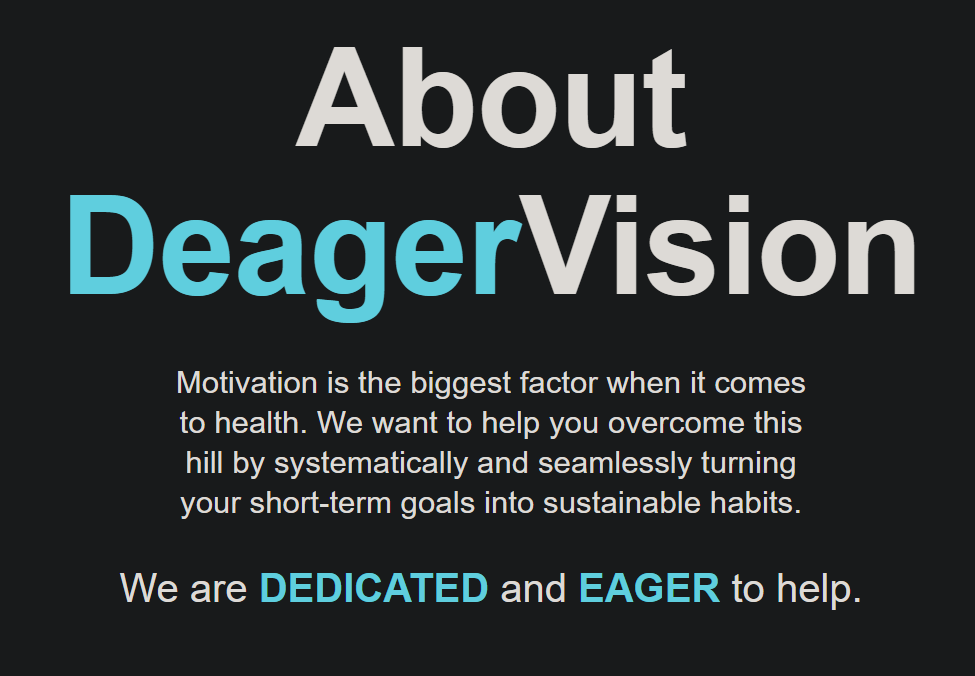 About
DeagerVision
Motivation is the biggest factor when it comes
to health. We want to help you overcome this
hill by systematically and seamlessly turning
your short-term goals into sustainable habits.
We are DEDICATED and EAGER to help.